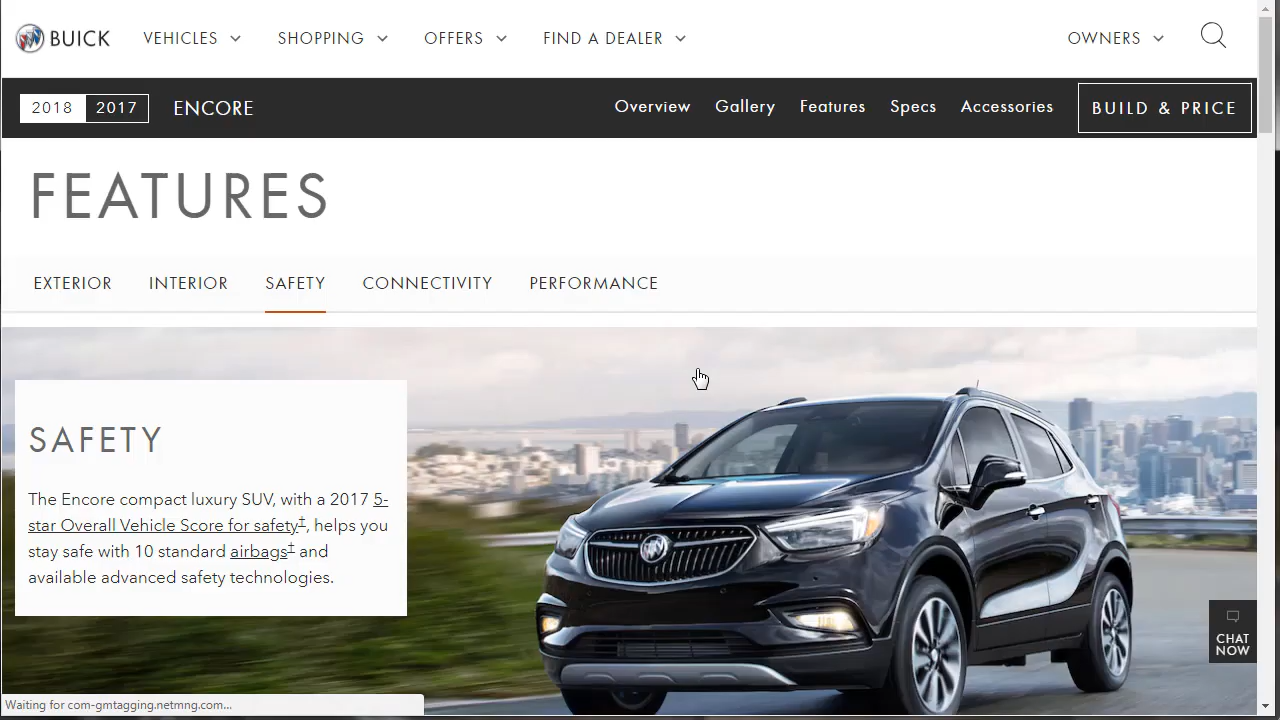 BUICK VEHICLES SHOPPING OFFERS FIND A DEALER OWNERS
2018 2017 ENCORE Overview Gallery Features Specs Accessories BUILD & PRICE
FEATURES
EXTERIOR INTERIOR SAFETY CONNECTIVITY PERFORMANCE
SAFETY
The Encore compact luxury SUV, with a 2017 5-
star Overall Vehicle Score for safety‡, helps you
stay safe with 10 standard airbags‡ and
available advanced safety technologies.
CHAT
NOW
Waiting for com-gmtagging.netmng.com...